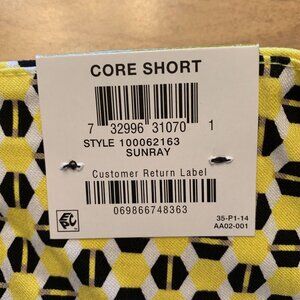 CORE SHORT
7 32996 31070 1
STYLE 100062163
SUNRAY
Customer Return Label
069866748363
35-P1-14
AA02-001